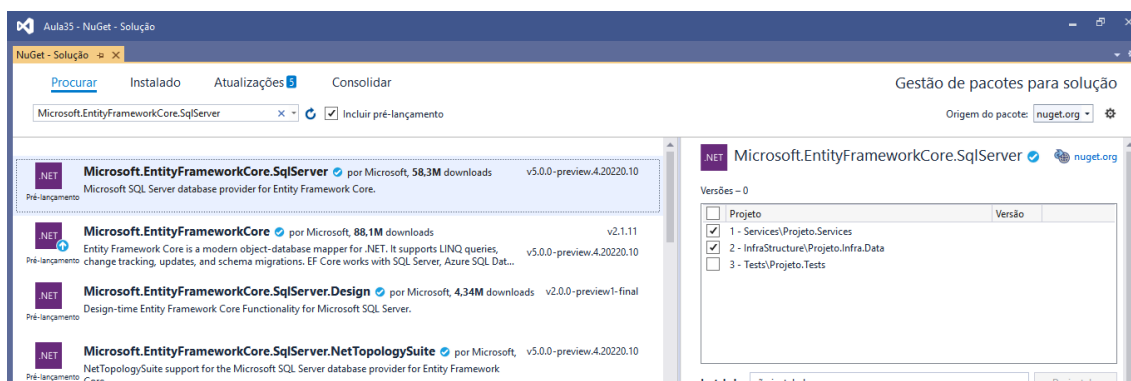 Aula35 - NuGet - Solução
NuGet - Solução
Procurar Instalado Atualizações 5 Consolidar
Gestão de pacotes para solução
Microsoft.EntityFrameworkCore.SqlServer
Incluir pré-lançamento
Origem do pacote: nuget.org
.NET
Pré-lançamento
Microsoft.EntityFrameworkCore.SqlServer por Microsoft, 58,3M downloads v5.0.0-preview.4.20220.10
Microsoft SQL Server database provider for Entity Framework Core.
.NET
Pré-lançamento
Microsoft.EntityFrameworkCore por Microsoft, 88,1M downloads v2.1.11
Entity Framework Core is a modern object-database mapper for .NET. It supports LINQ queries, v5.0.0-preview.4.20220.10
change tracking, updates, and schema migrations. EF Core works with SQL Server, Azure SQL Dat...
.NET
Pré-lançamento
Microsoft.EntityFrameworkCore.SqlServer.Design por Microsoft, 4,34M downloads v2.0.0-preview1-final
Design-time Entity Framework Core Functionality for Microsoft SQL Server.
.NET
Pré-lançamento
Microsoft.EntityFrameworkCore.SqlServer.NetTopologySuite por Microsoft, v5.0.0-preview.4.20220.10
NetTopologySuite support for the Microsoft SQL Server database provider for Entity Framework
.NET Microsoft.EntityFrameworkCore.SqlServer nuget.org
Versões – 0
Projeto Versão
1 - Services\Projeto.Services
2 - InfraStructure\Projeto.Infra.Data
3 - Tests\Projeto.Tests